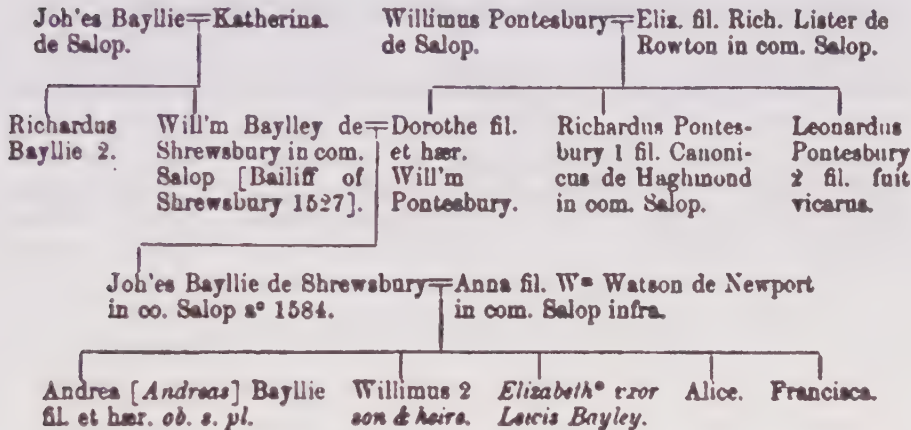 Joh'es Bayllie Katherina. Willimus Pontesbury Eliz. fil. Rich. Lister de
de Salop. de Salop. Rowton in com. Salop.
Richardus Will'm Baylley de Dorothe fil. Richardus Pontes- Leonardus
Bayllie 2. Shrewsbury in com. et hær. bury 1 fil. Canoni- Pontesbury
Salop [Bailiff of Will'm cus de Haghmond 2 fil. fuit
Shrewsbury 1527]. Pontesbury. in com. Salop. vicarus.
Joh'es Bayllie de Shrewsbury Anna fil. Wm Watson de Newport
in co. Salop aº 1584. in com. Salop infra.
Andrea [Andreas] Bayllie Willimus 2 Elizabethe vxor Alice. Francisca.
fil. et hær. ob. s. pl. son & heire. Lewis Bayley.